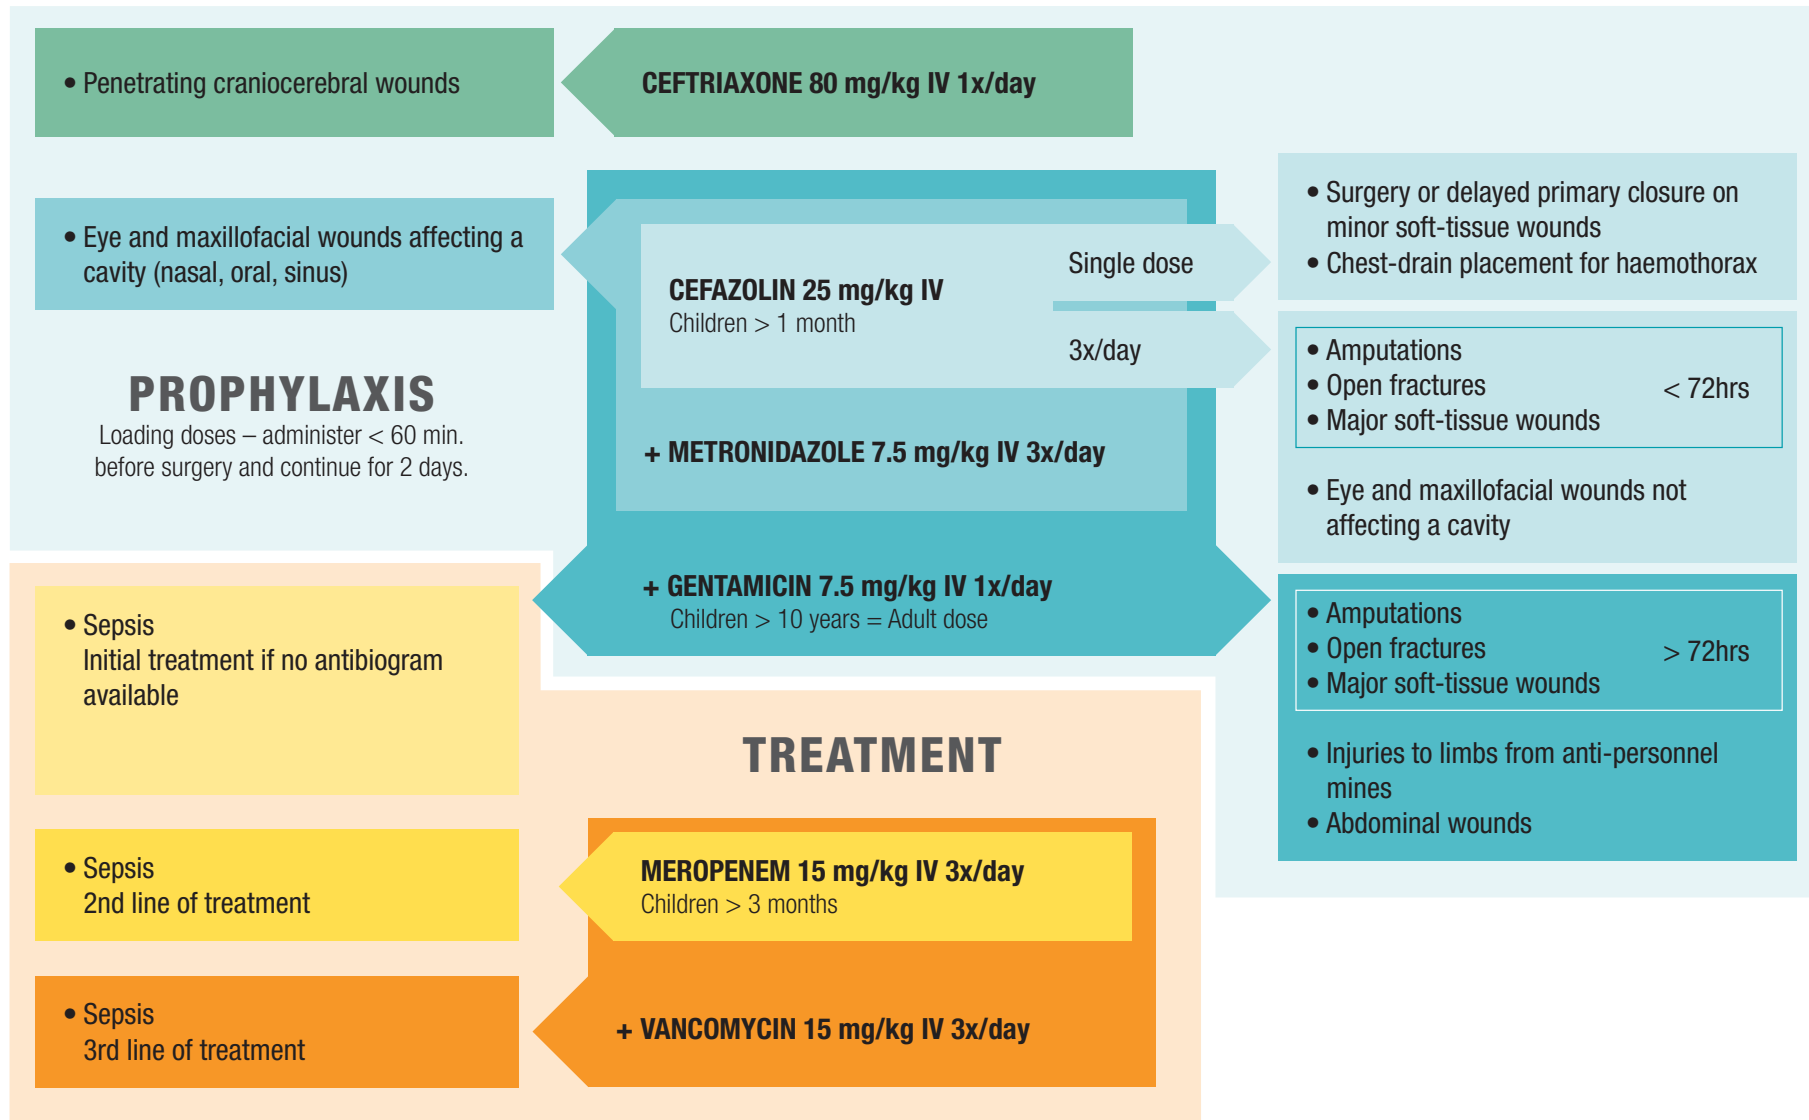 • Penetrating craniocerebral wounds
CEFTRIAXONE 80 mg/kg IV 1x/day
• Eye and maxillofacial wounds affecting a
cavity (nasal, oral, sinus)
CEFAZOLIN 25 mg/kg IV
Children > 1 month
Single dose
3x/day
• Surgery or delayed primary closure on
minor soft-tissue wounds
• Chest-drain placement for haemothorax
• Amputations
• Open fractures
• Major soft-tissue wounds
< 72hrs
• Eye and maxillofacial wounds not
affecting a cavity
PROPHYLAXIS
Loading doses – administer < 60 min.
before surgery and continue for 2 days.
+ METRONIDAZOLE 7.5 mg/kg IV 3x/day
+ GENTAMICIN 7.5 mg/kg IV 1x/day
Children > 10 years = Adult dose
• Amputations
• Open fractures
• Major soft-tissue wounds
> 72hrs
• Injuries to limbs from anti-personnel
mines
• Abdominal wounds
• Sepsis
Initial treatment if no antibiogram
available
TREATMENT
• Sepsis
2nd line of treatment
MEROPENEM 15 mg/kg IV 3x/day
Children > 3 months
• Sepsis
3rd line of treatment
+ VANCOMYCIN 15 mg/kg IV 3x/day